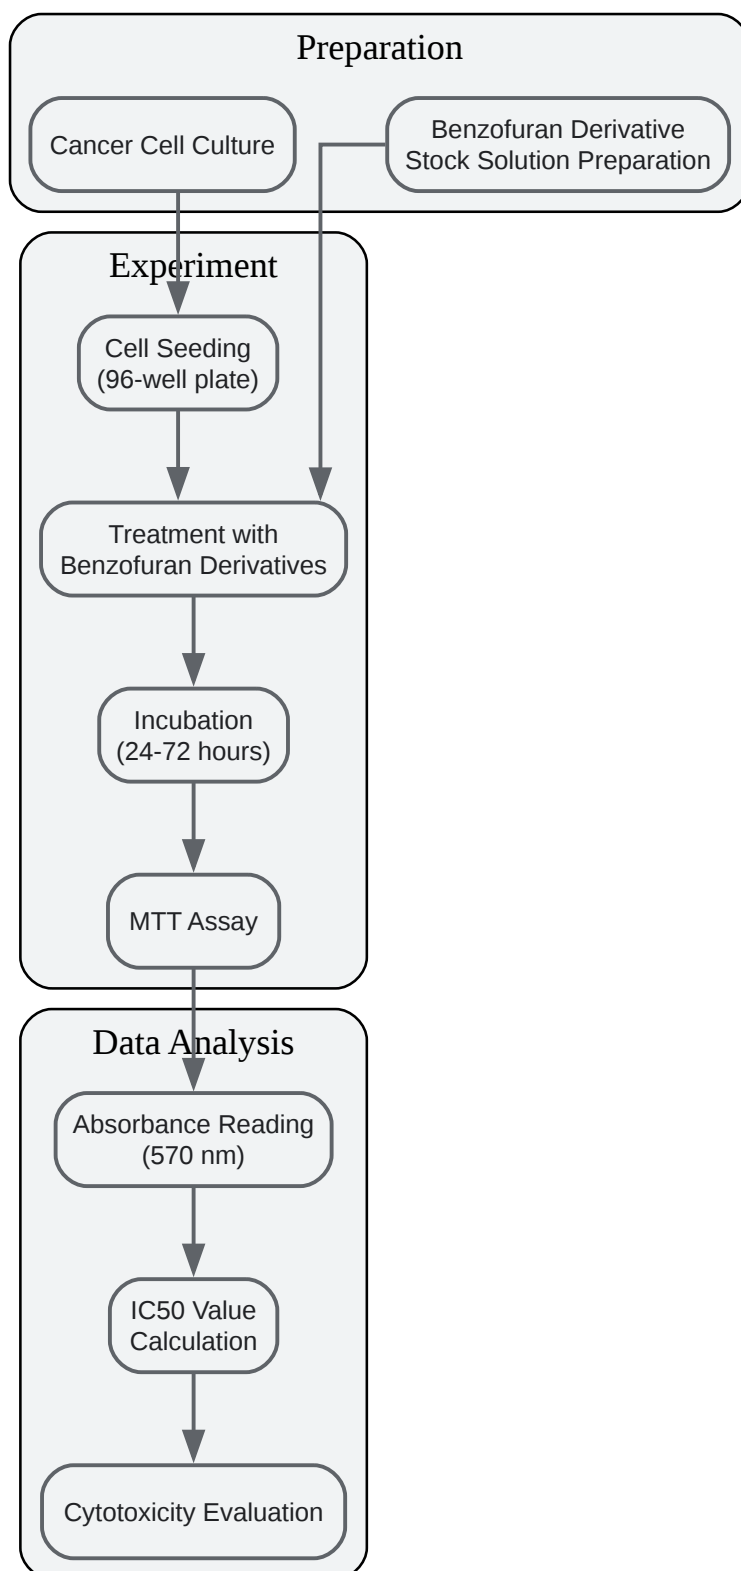 Preparation
Cancer Cell Culture
Benzofuran Derivative
Stock Solution Preparation
Experiment
Cell Seeding
(96-well plate)
Treatment with
Benzofuran Derivatives
Incubation
(24-72 hours)
MTT Assay
Data Analysis
Absorbance Reading
(570 nm)
IC50 Value
Calculation
Cytotoxicity Evaluation